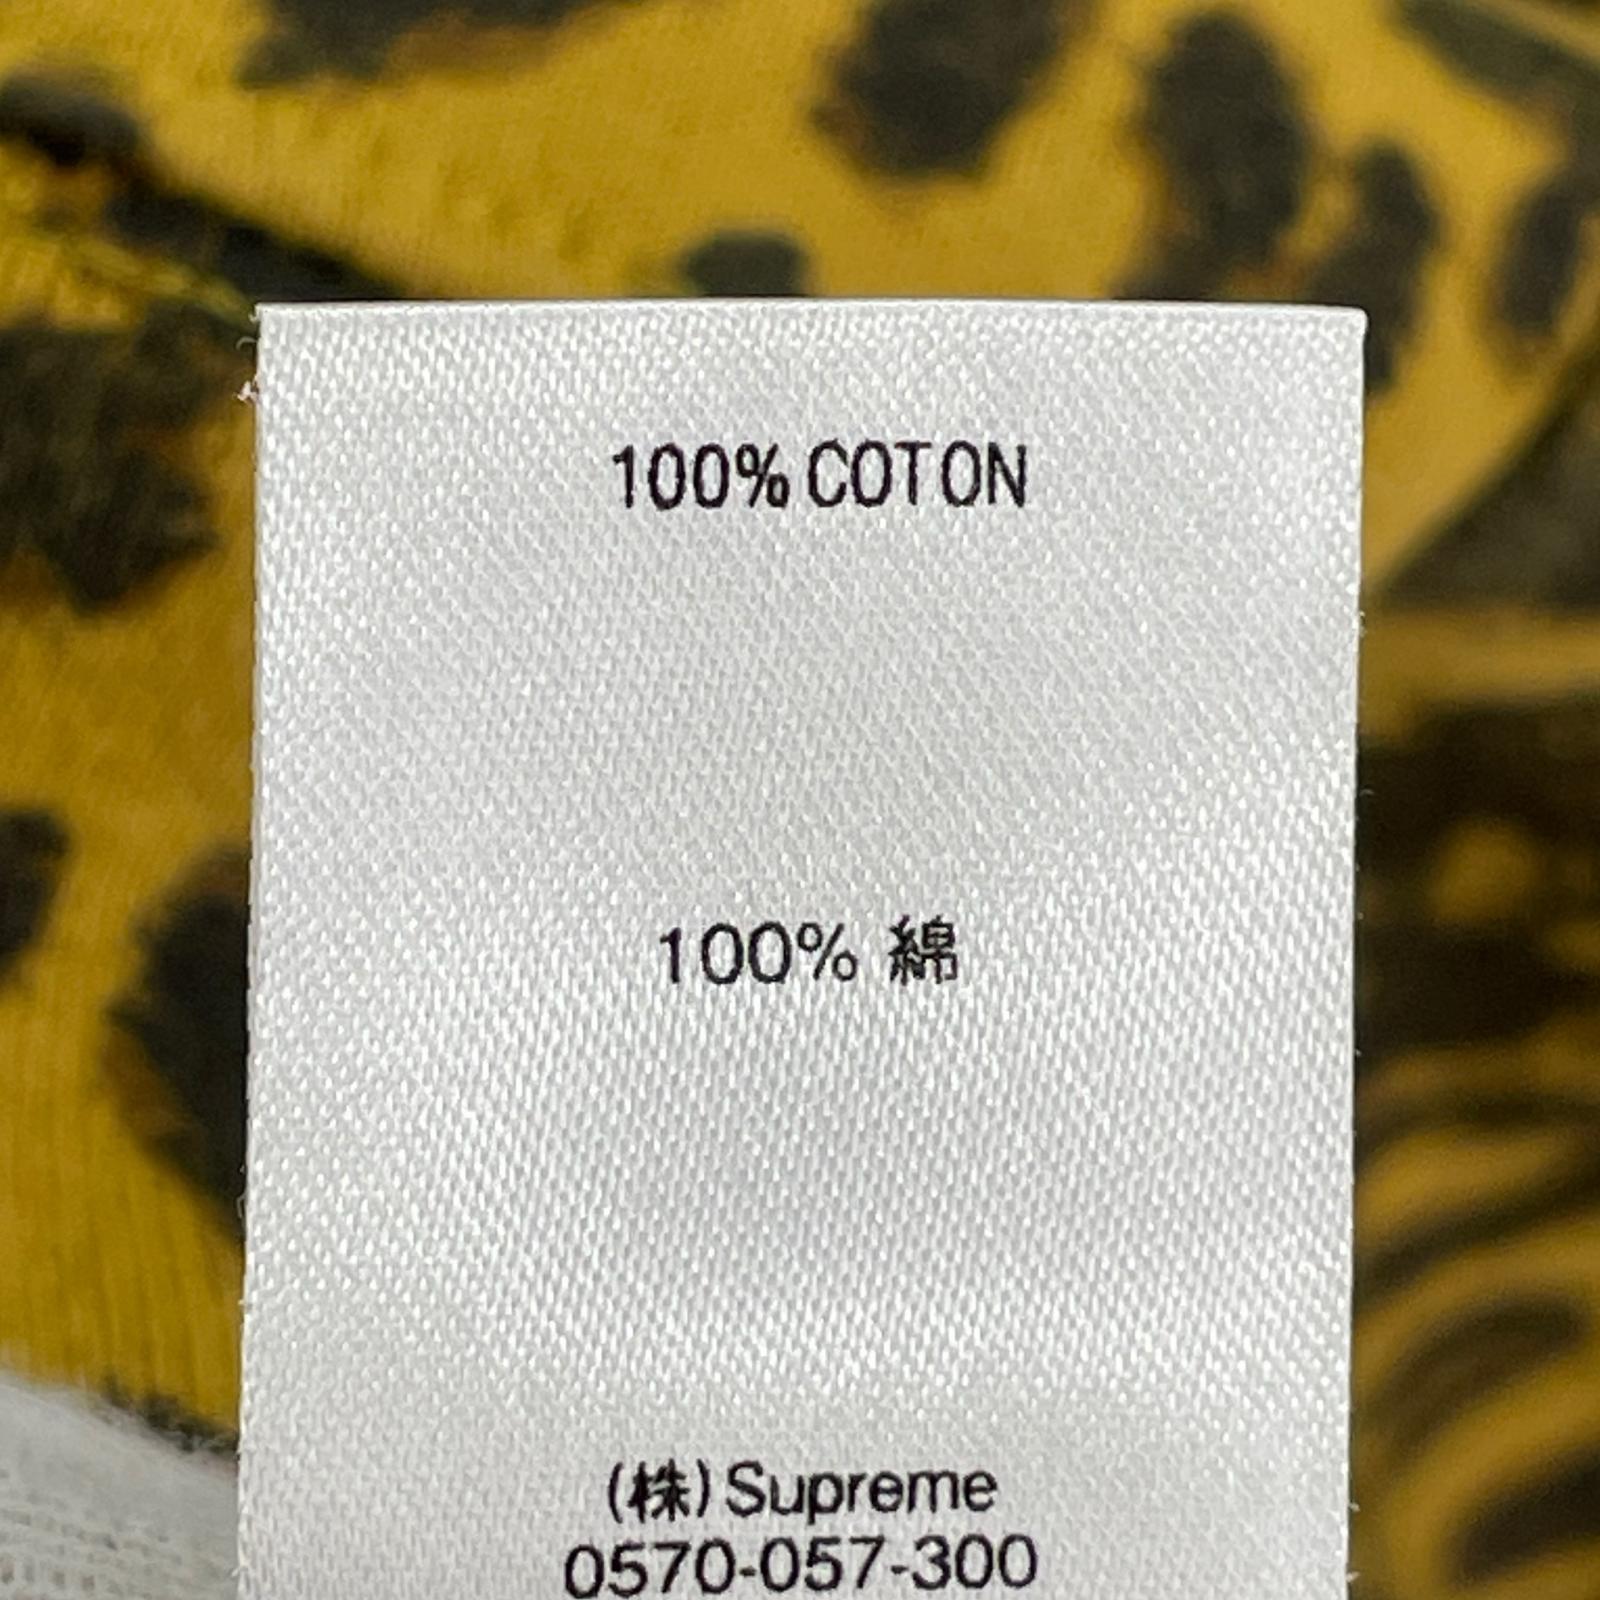 100% COTON
100% 綿
(株) Supreme
0570-057-300